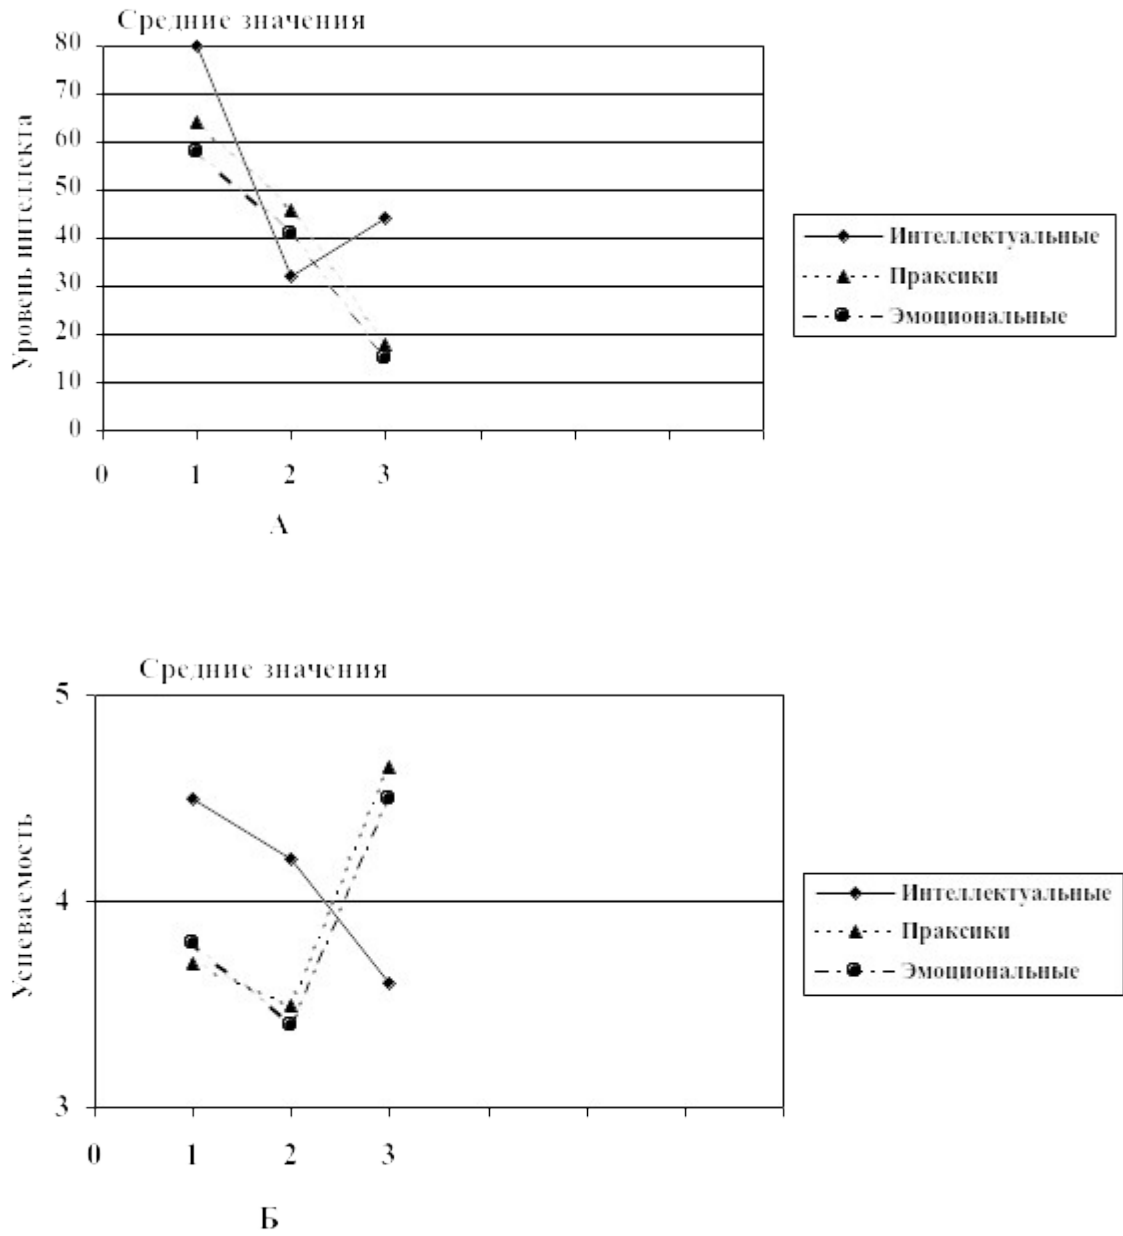 Средние значения
80
70
60
50
40
30
20
10
0
Уровень интеллекта
0 1 2 3
А
Интеллектуальные
Праксики
Эмоциональные
Средние значения
5
4
3
Успеваемость
0 1 2 3
Б
Интеллектуальные
Праксики
Эмоциональные